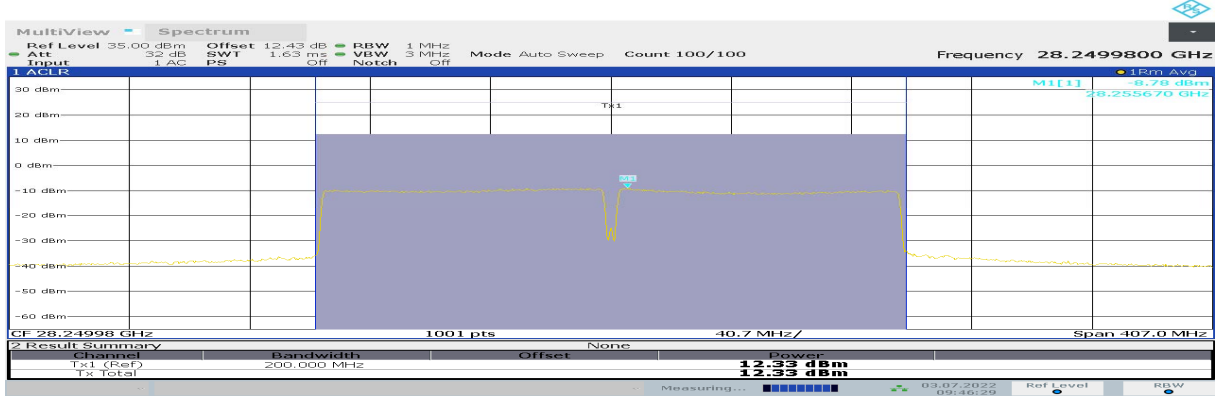 MultiView Spectrum
Ref Level 35.00 dBm Offset 12.43 dB RBW 1 MHz
Att 32 dB SWT 1.63 ms VBW 3 MHz Mode Auto Sweep Count 100/100 Frequency 28.2499800 GHz
Input 1 AC PS Off Notch Off
1 ACLR 1Rm Avg
M1[1] -8.78 dBm
28.255670 GHz
30 dBm
Tx1
20 dBm
10 dBm
0 dBm
M1
-10 dBm
-20 dBm
-30 dBm
-40 dBm
-50 dBm
-60 dBm
CF 28.24998 GHz 1001 pts 40.7 MHz/ Span 407.0 MHz
2 Result Summary None
Channel Bandwidth Offset Power
Tx1 (Ref) 200.000 MHz 12.33 dBm
Tx Total 12.33 dBm
Measuring... 03.07.2022 Ref Level RBW
09:46:29